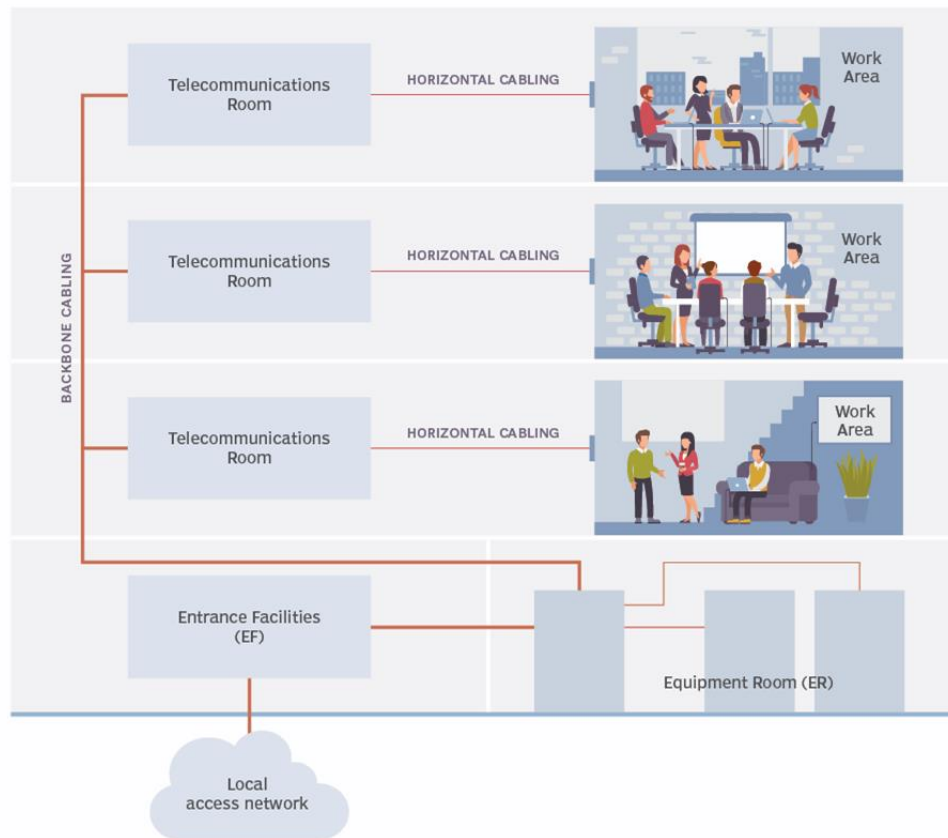 Telecommunications
Room
HORIZONTAL CABLING
Work
Area
Telecommunications
Room
HORIZONTAL CABLING
Work
Area
BACKBONE CABLING
Telecommunications
Room
HORIZONTAL CABLING
Work
Area
Entrance Facilities
(EF)
Equipment Room (ER)
Local
access network